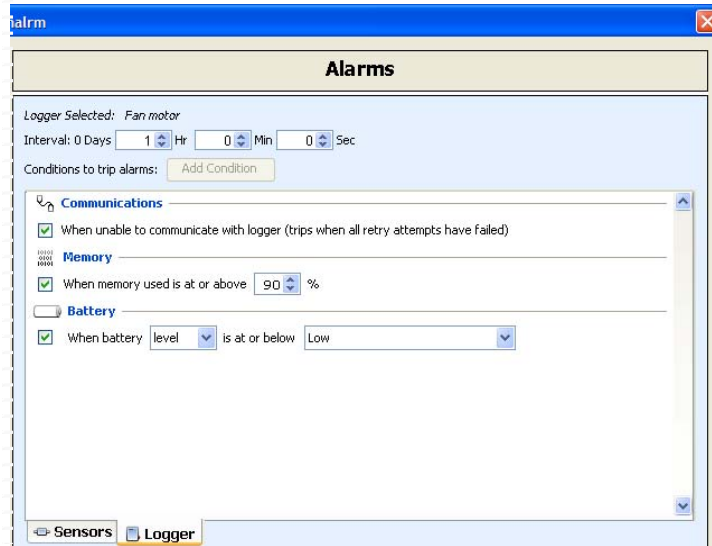 nalrm
Alarms
Logger Selected: Fan motor
Interval: 0 Days 1 Hr 0 Min 0 Sec
Conditions to trip alarms: Add Condition
Communications
When unable to communicate with logger (trips when all retry attempts have failed)
Memory
When memory used is at or above 90 %
Battery
When battery level is at or below Low
Sensors Logger